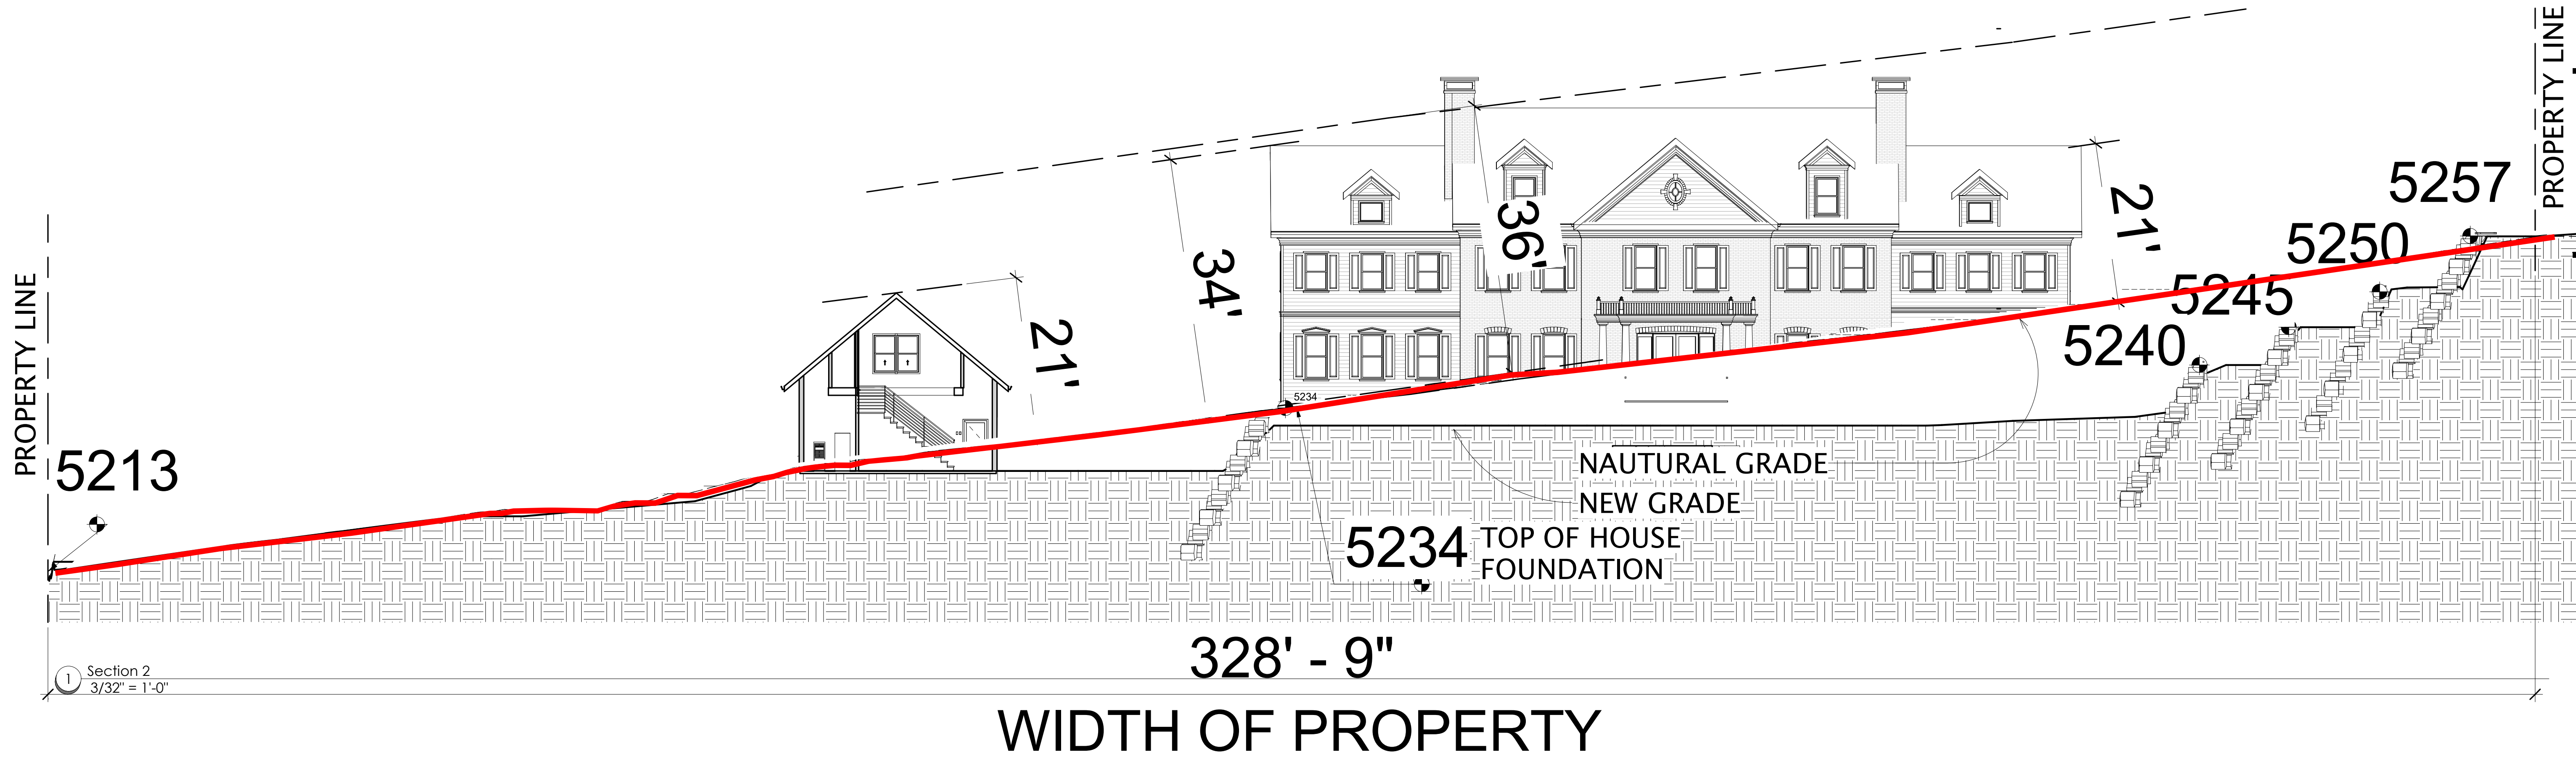 PROPERTY LINE
PROPERTY LINE
5257
5250
5245
5240
21'
36'
34'
21'
5234
5213
NAUTURAL GRADE
NEW GRADE
5234 TOP OF HOUSE
FOUNDATION
328' - 9"
1 Section 2
3/32" = 1'-0"
WIDTH OF PROPERTY